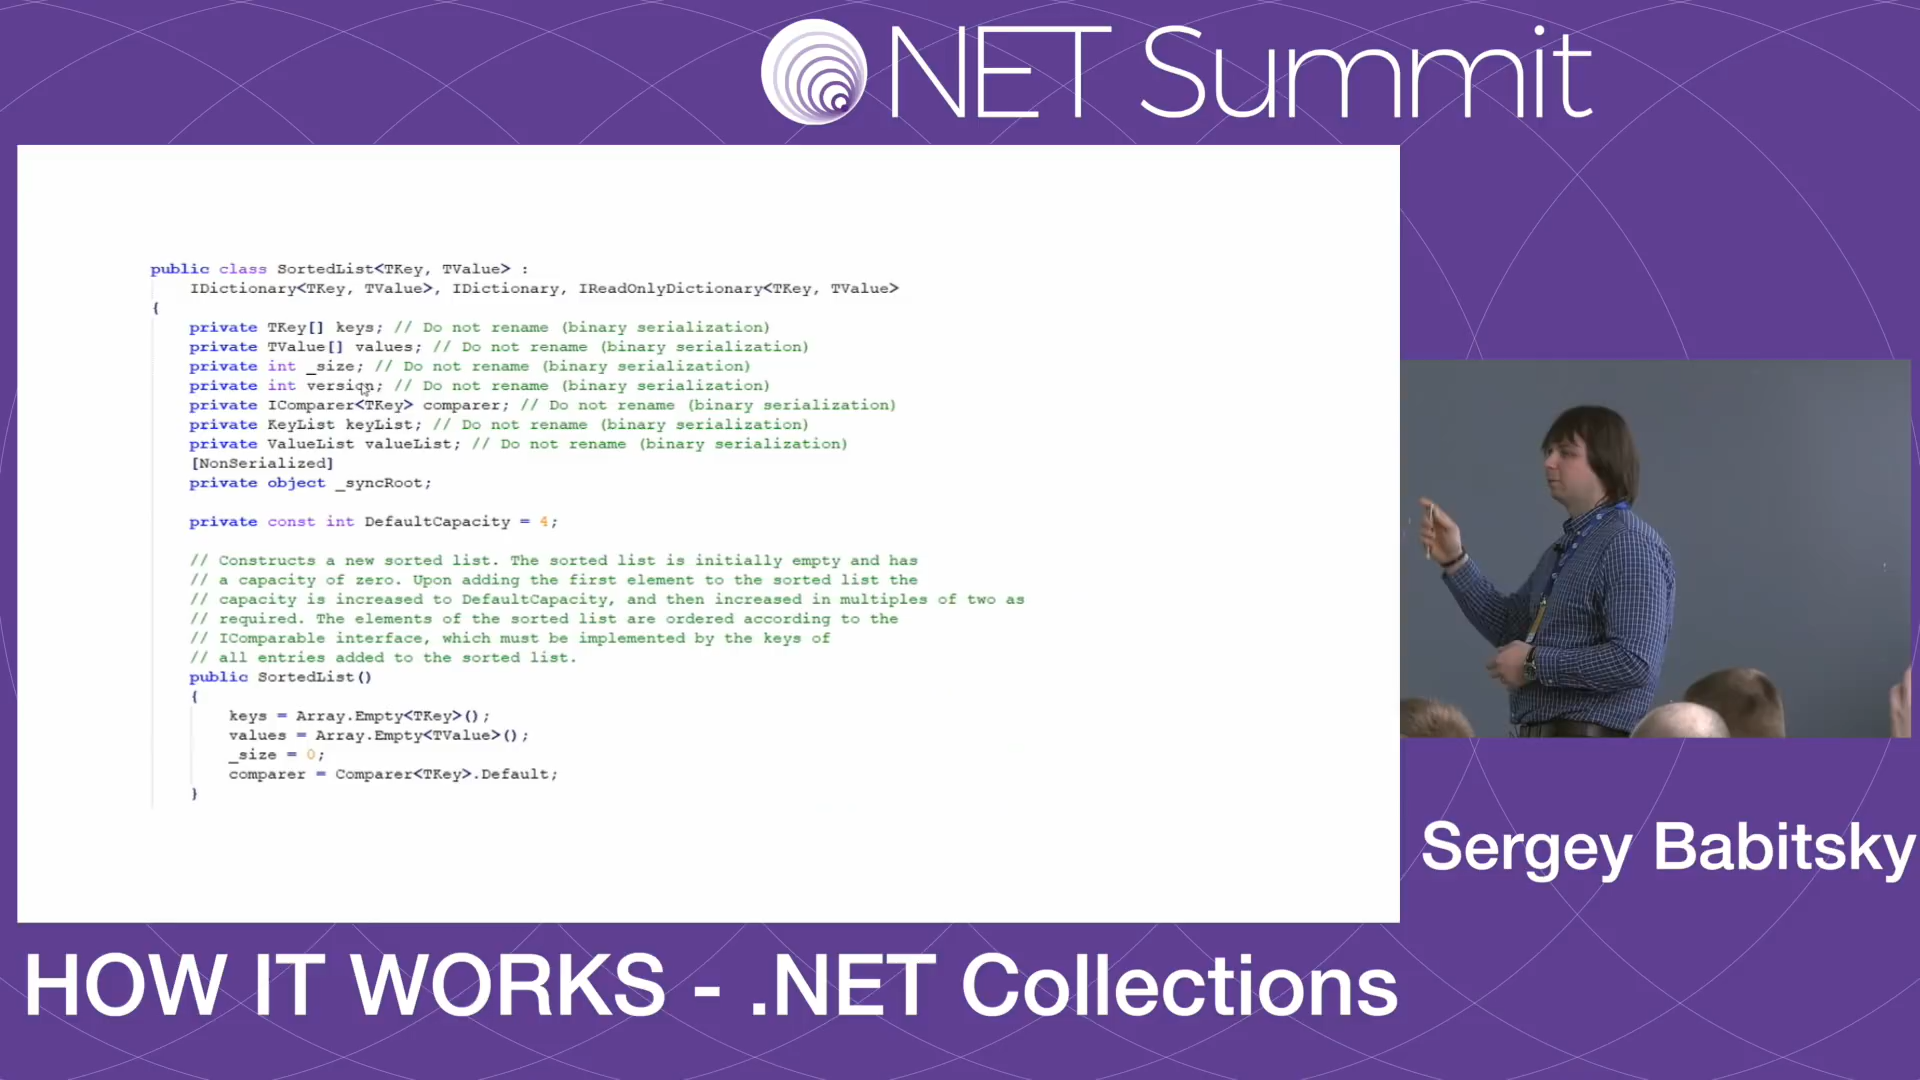 NET Summit
public class SortedList<TKey, TValue> :
IDictionary<TKey, TValue>, IDictionary, IReadOnlyDictionary<TKey, TValue>
{
private TKey[] keys; // Do not rename (binary serialization)
private TValue[] values; // Do not rename (binary serialization)
private int _size; // Do not rename (binary serialization)
private int version; // Do not rename (binary serialization)
private IComparer<TKey> comparer; // Do not rename (binary serialization)
private KeyList keyList; // Do not rename (binary serialization)
private ValueList valueList; // Do not rename (binary serialization)
[NonSerialized]
private object _syncRoot;
private const int DefaultCapacity = 4;
// Constructs a new sorted list. The sorted list is initially empty and has
// a capacity of zero. Upon adding the first element to the sorted list the
// capacity is increased to DefaultCapacity, and then increased in multiples of two as
// required. The elements of the sorted list are ordered according to the
// IComparable interface, which must be implemented by the keys of
// all entries added to the sorted list.
public SortedList()
{
keys = Array.Empty<TKey>();
values = Array.Empty<TValue>();
_size = 0;
comparer = Comparer<TKey>.Default;
}
Sergey Babitsky
HOW IT WORKS - .NET Collections